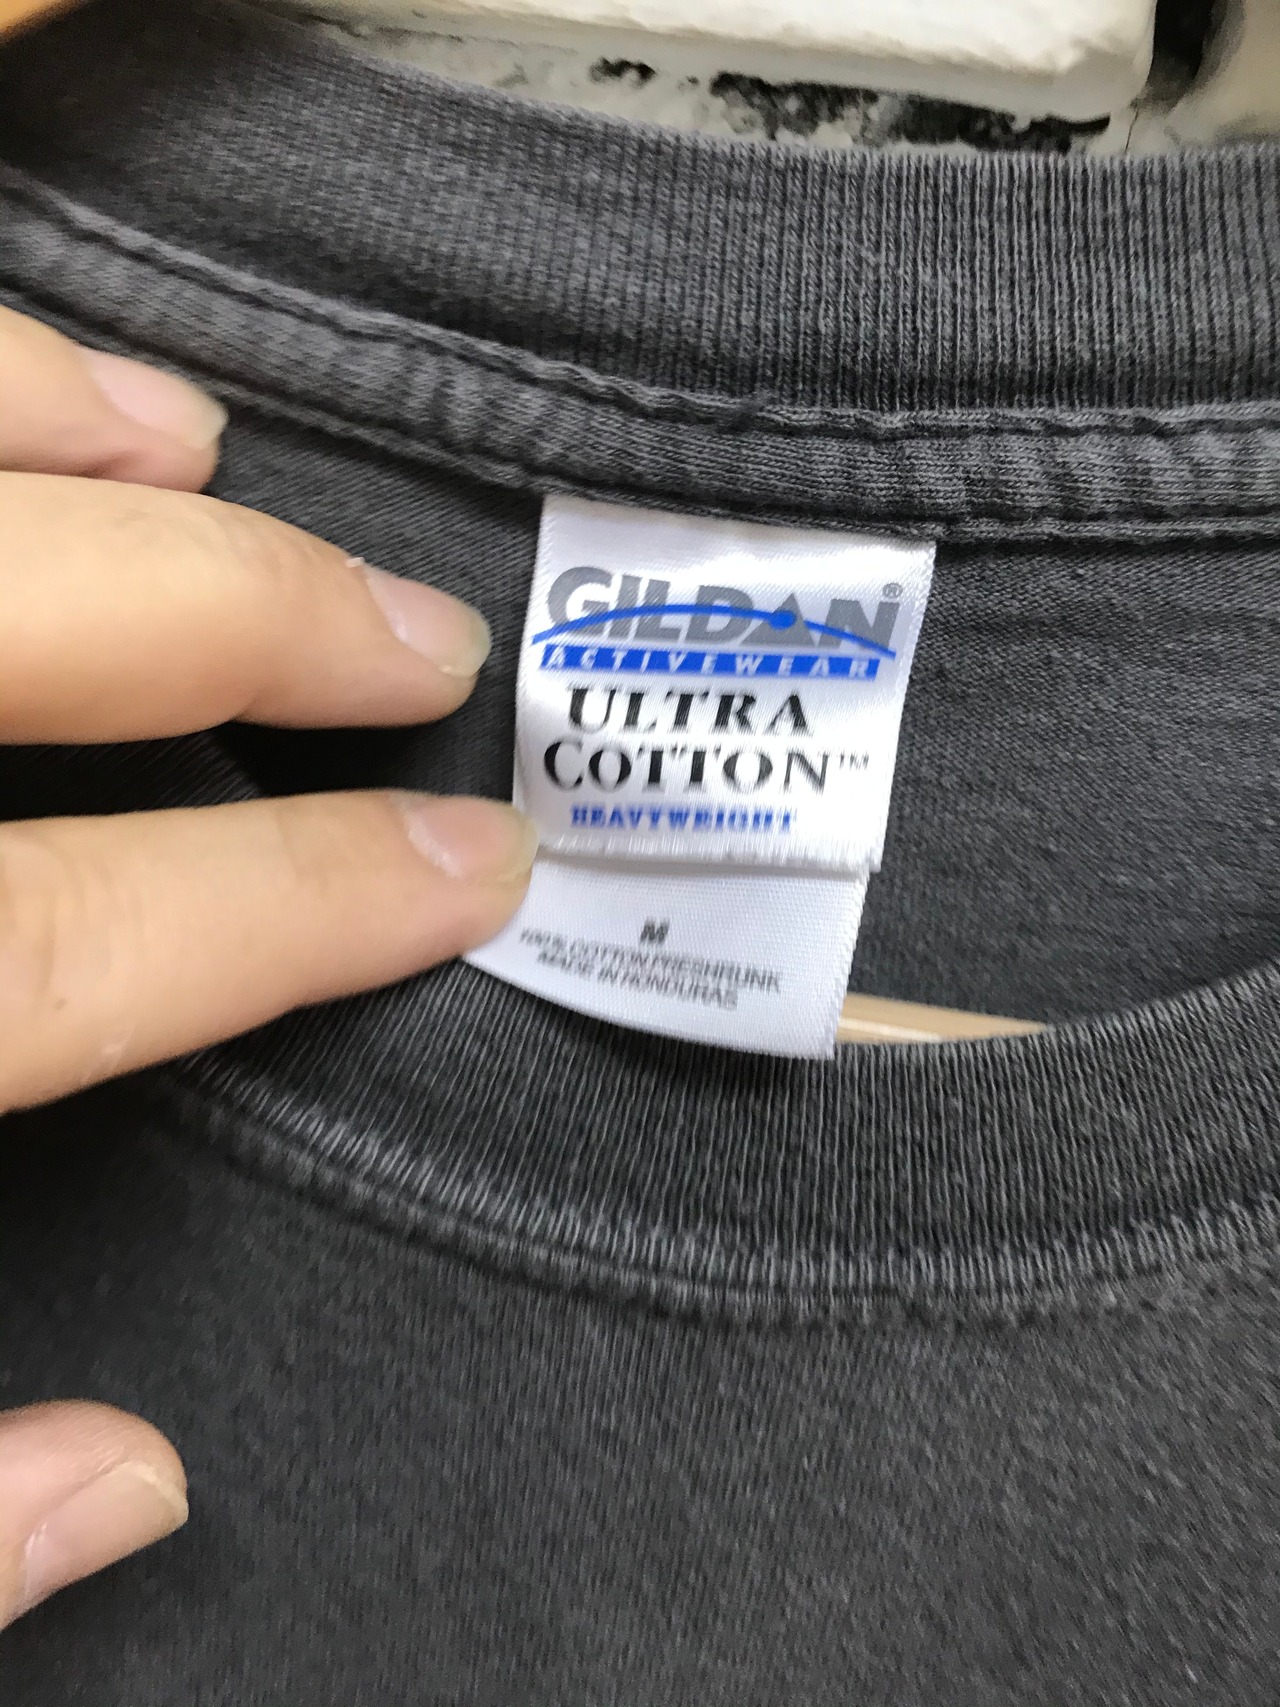 GILDAN®
ACTIVEWEAR
ULTRA
COTTON™
HEAVYWEIGHT
M
100% COTTON PRESHRUNK
MADE IN HONDURAS